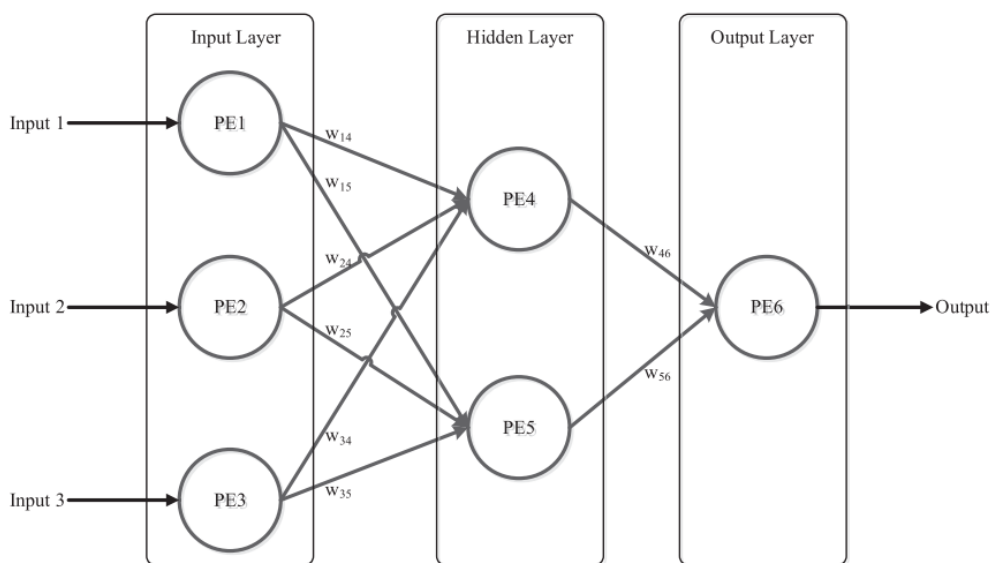 Input Layer
Hidden Layer
Output Layer
Input 1
PE1
w14
w15
PE4
w24
w46
Input 2
PE2
PE6
Output
w25
w56
PE5
w34
Input 3
PE3
w35